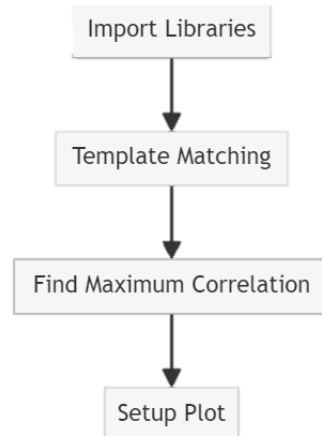 Import Libraries
Template Matching
Find Maximum Correlation
Setup Plot